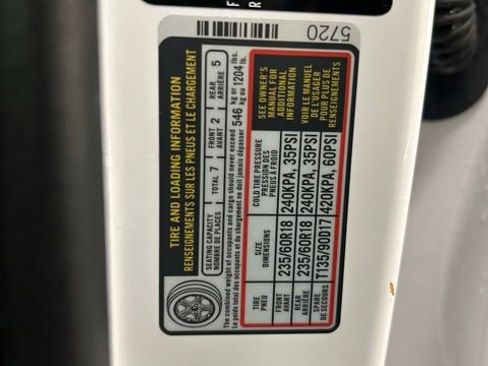 F
R
5720
TIRE AND LOADING INFORMATION
RENSEIGNEMENTS SUR LES PNEUS ET LE CHARGEMENT
SEATING CAPACITY
NOMBRE DE PLACES
TOTAL 7
FRONT
AVANT 2
REAR
ARRIÈRE 5
The combined weight of occupants and cargo should never exceed 546 kg or 1204 lbs.
Le poids total des occupants et du chargement ne doit jamais dépasser kg ou lb.
TIRE
PNEU
SIZE
DIMENSIONS
COLD TIRE PRESSURE
PRESSION DES
PNEUS À FROID
SEE OWNER'S
MANUAL FOR
ADDITIONAL
INFORMATION
FRONT
AVANT
235/60R18
240KPA, 35PSI
REAR
ARRIÈRE
235/60R18
240KPA, 35PSI
VOIR LE MANUEL
DE L'USAGER
POUR PLUS DE
RENSEIGNEMENTS
SPARE
DE SECOURS
T135/90D17
420KPA, 60PSI